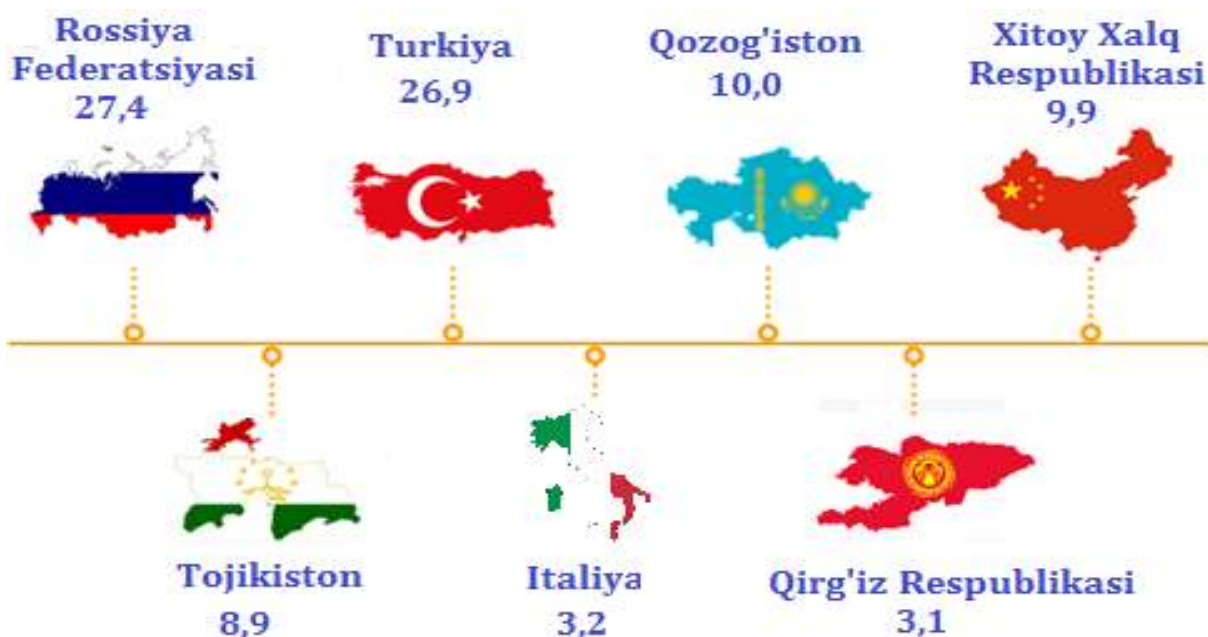 Rossiya
Federatsiyasi
27,4
Turkiya
26,9
Qozog'iston
10,0
Xitoy Xalq
Respublikasi
9,9
Tojikiston
8,9
Italiya
3,2
Qirg'iz Respublikasi
3,1